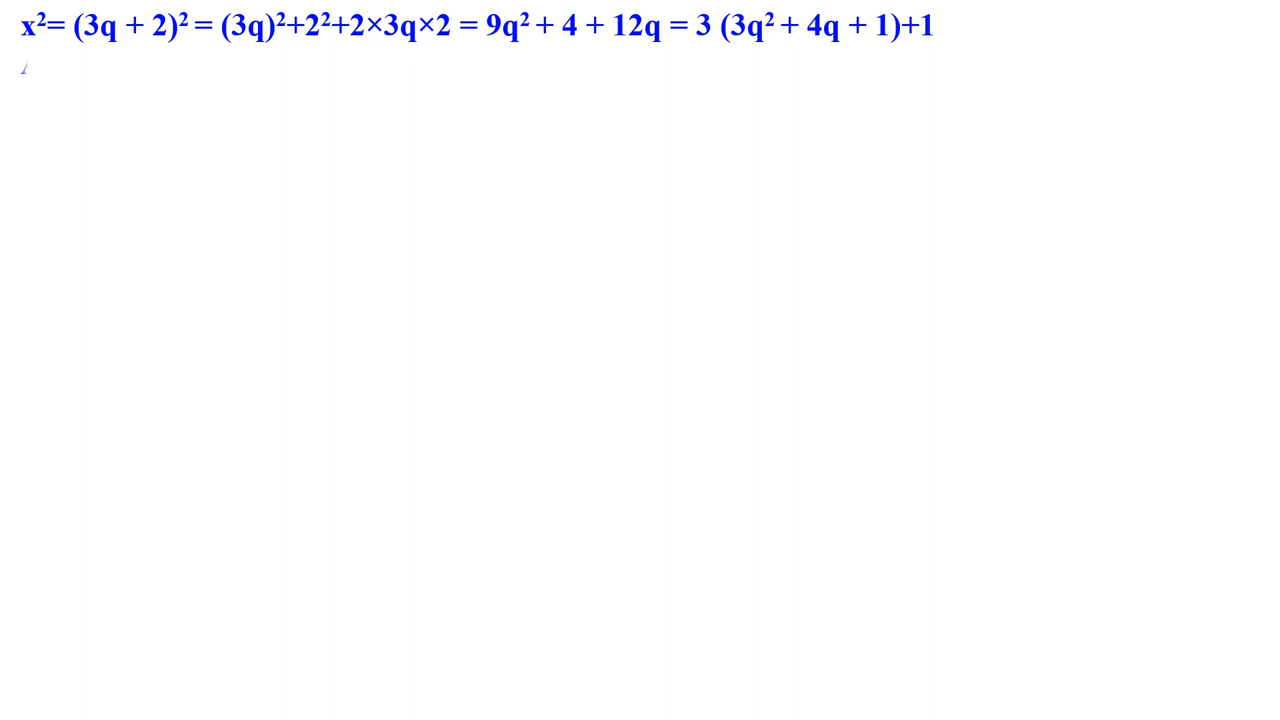 x²= (3q + 2)² = (3q)²+2²+2×3q×2 = 9q² + 4 + 12q = 3 (3q² + 4q + 1)+1